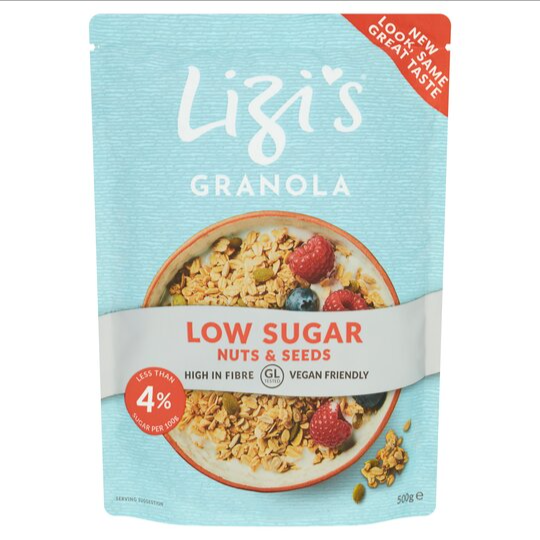 NEW
LOOK, SAME
GREAT TASTE
Lizi's
GRANOLA
LOW SUGAR
NUTS & SEEDS
HIGH IN FIBRE GL TESTED VEGAN FRIENDLY
LESS THAN
4%
SUGAR PER 100g
SERVING SUGGESTION
500g e